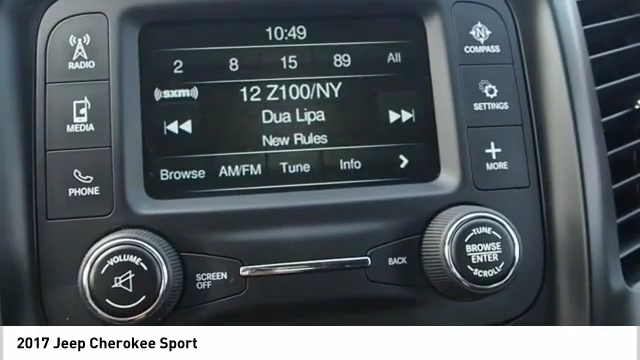 10:49
RADIO
COMPASS
N
2 8 15 89 All
((sxm))
12 Z100/NY
MEDIA
Dua Lipa
SETTINGS
New Rules
PHONE
Browse AM/FM Tune Info
MORE
VOLUME
SCREEN OFF
BACK
TUNE
BROWSE
ENTER
SCROLL
2017 Jeep Cherokee Sport